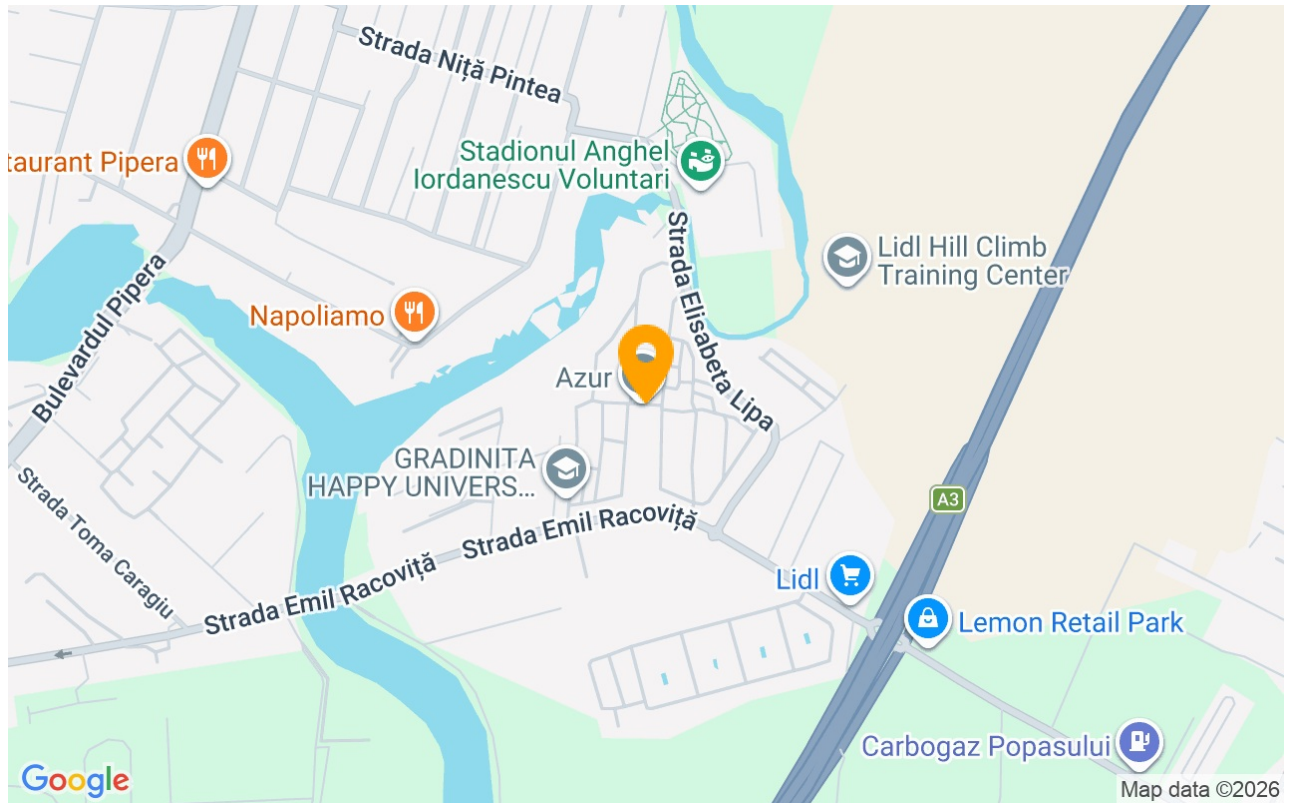 Strada Niță Pintea
taurant Pipera
Stadionul Anghel
Iordanescu Voluntari
Strada Elisabeta Lipa
Lidl Hill Climb
Training Center
Bulevardul Pipera
Napoliamo
Azur
GRADINITA
HAPPY UNIVERS...
A3
Strada Toma Caragiu
Strada Emil Racoviță
Strada Emil Racoviță
Lidl
Lemon Retail Park
Carbogaz Popasului
Google
Map data ©2026